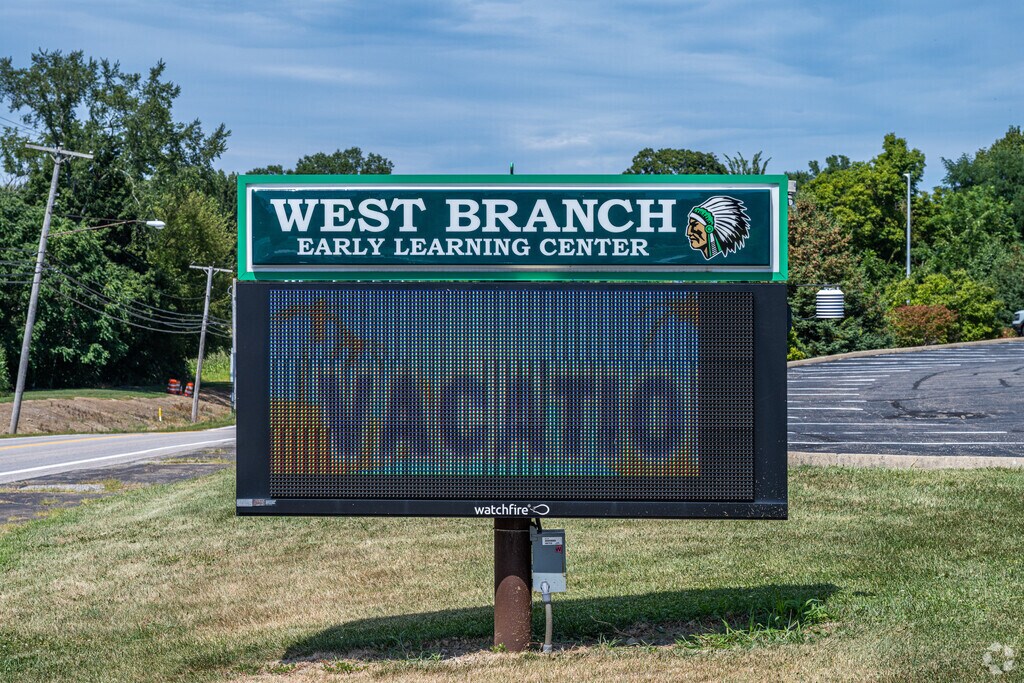 WEST BRANCH
EARLY LEARNING CENTER
VACATIO
watchfire